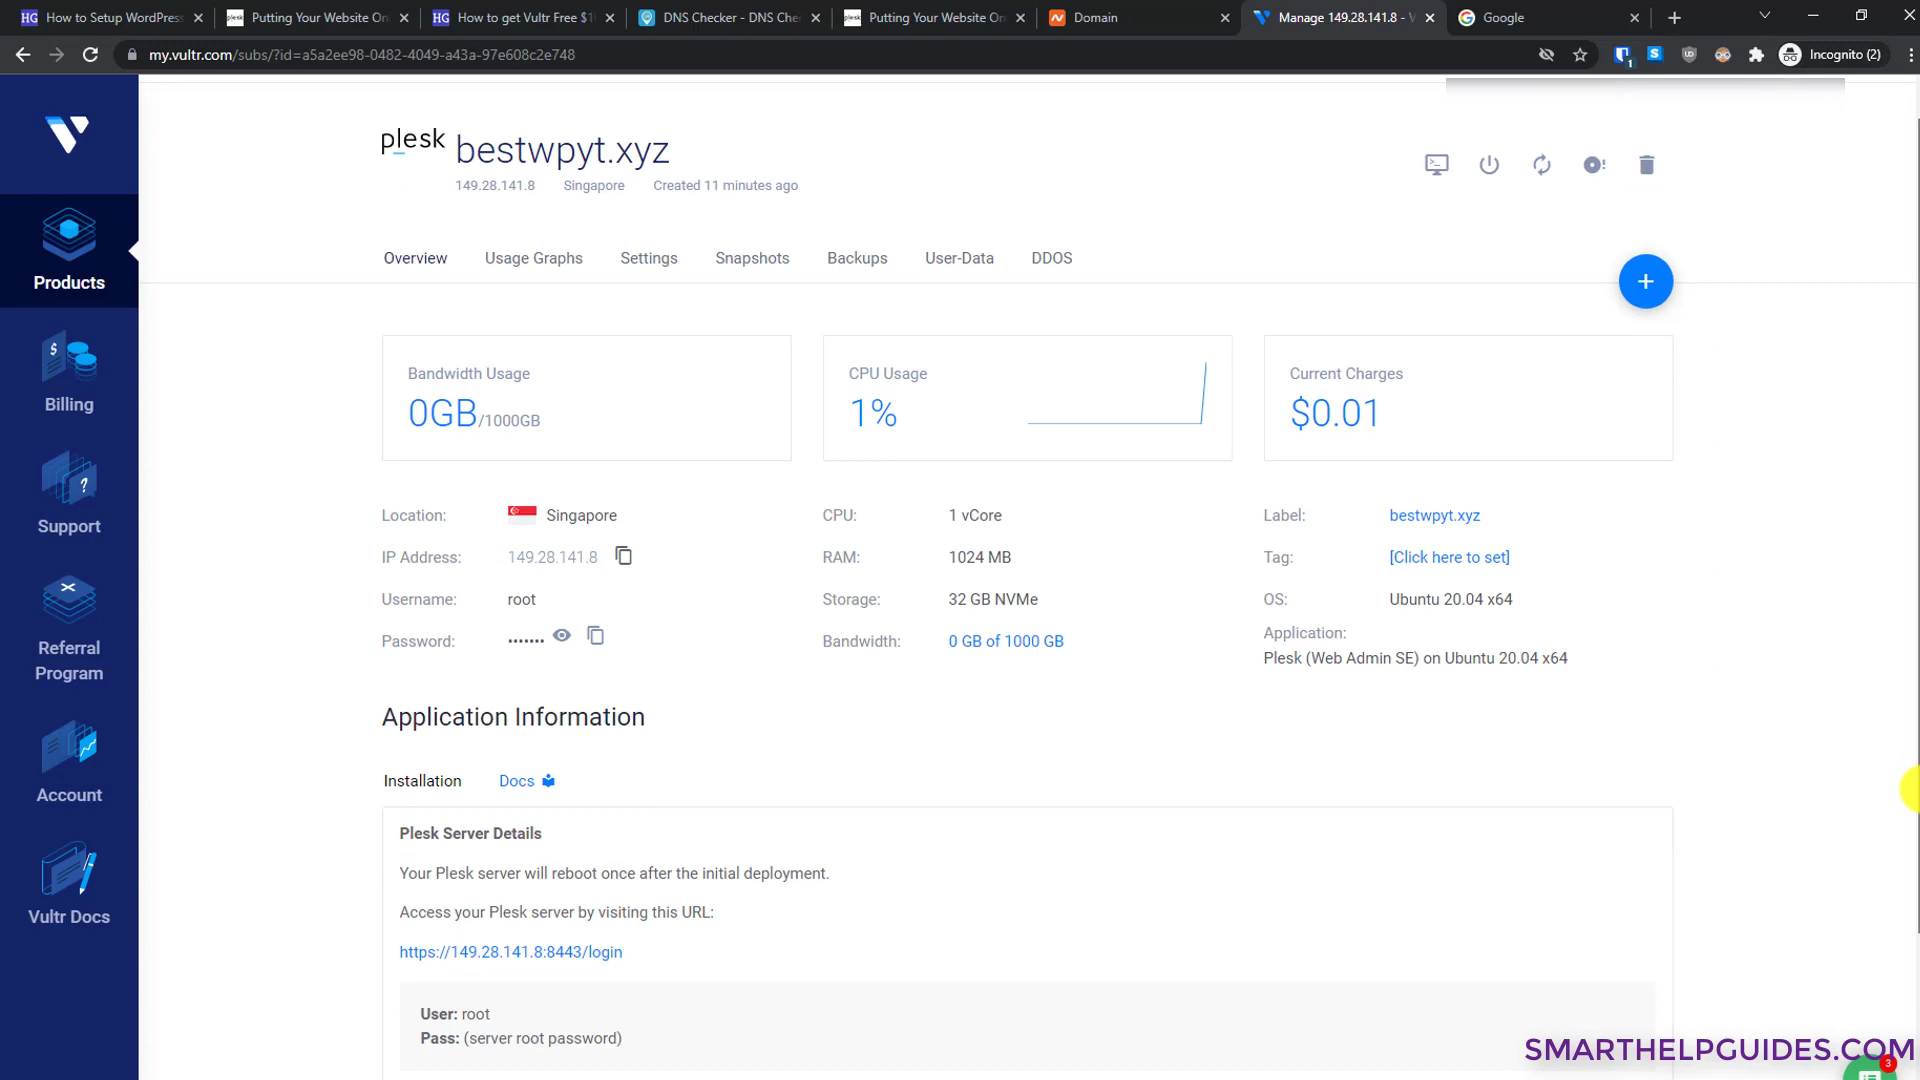 How to Setup WordPress
Putting Your Website On
How to get Vultr Free $1
DNS Checker - DNS Che
Putting Your Website On
Domain
Manage 149.28.141.8 - V
Google
my.vultr.com/subs/?id=a5a2ee98-0482-4049-a43a-97e608c2e748
Incognito (2)
plesk
bestwpyt.xyz
149.28.141.8 Singapore Created 11 minutes ago
Overview Usage Graphs Settings Snapshots Backups User-Data DDOS
Products
Billing
Support
Referral
Program
Account
Vultr Docs
Bandwidth Usage
0GB/1000GB
CPU Usage
1%
Current Charges
$0.01
Location: Singapore
IP Address: 149.28.141.8
Username: root
Password: •••••••
CPU: 1 vCore
RAM: 1024 MB
Storage: 32 GB NVMe
Bandwidth: 0 GB of 1000 GB
Label: bestwpyt.xyz
Tag: [Click here to set]
OS: Ubuntu 20.04 x64
Application:
Plesk (Web Admin SE) on Ubuntu 20.04 x64
Application Information
Installation Docs
Plesk Server Details
Your Plesk server will reboot once after the initial deployment.
Access your Plesk server by visiting this URL:
https://149.28.141.8:8443/login
User: root
Pass: (server root password)
SMARTHELPGUIDES.COM
3